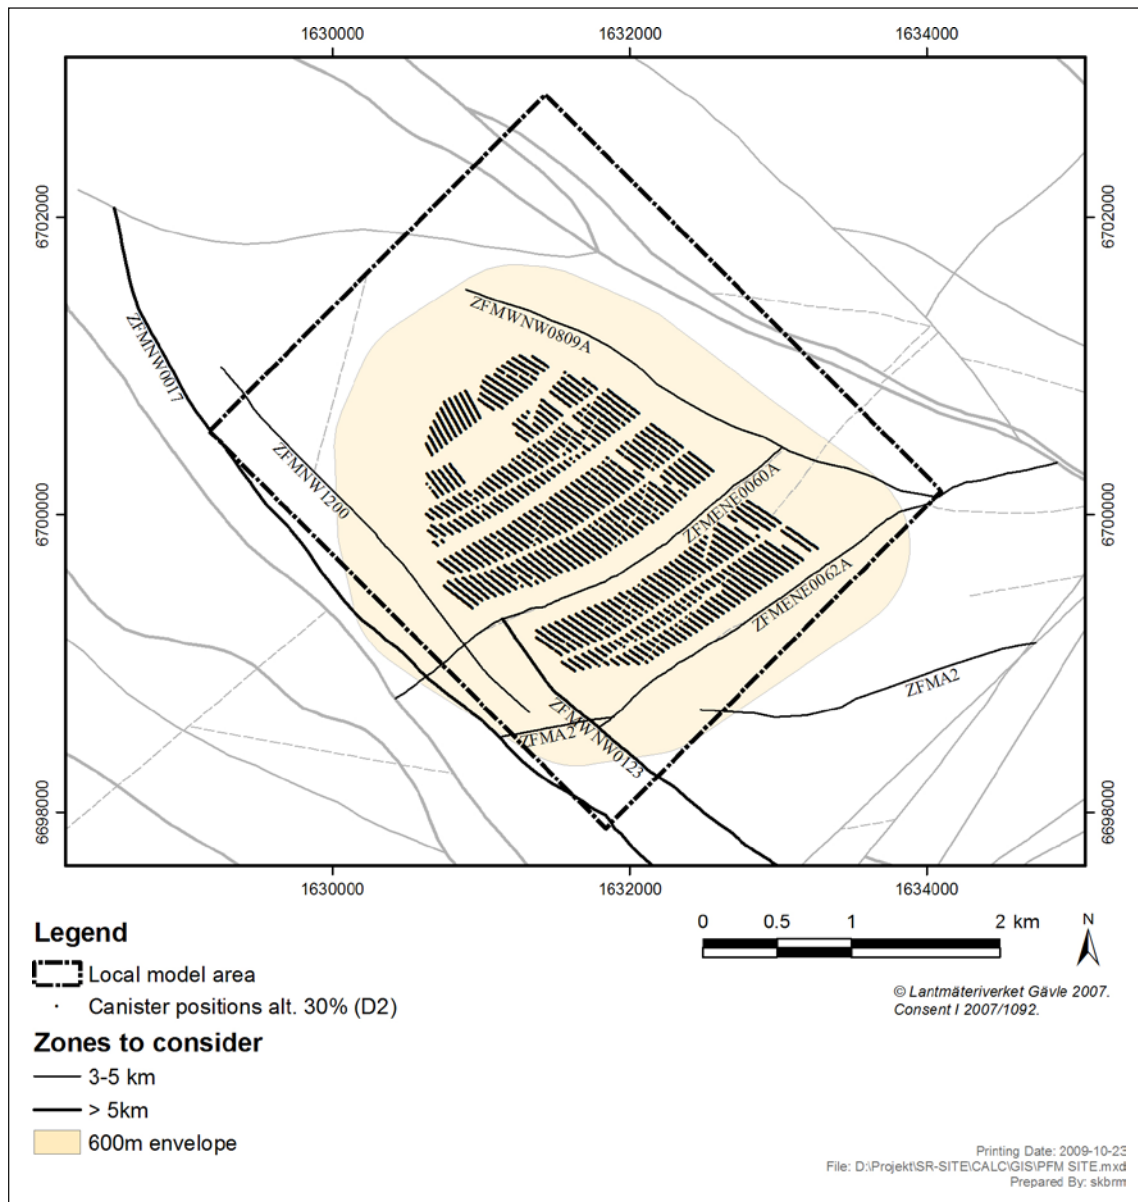 1630000 1632000 1634000
6702000 6702000
6700000 6700000
6698000 6698000
ZFMWNW0809A
ZFMNW0017
ZFMNW1200
ZFMENE0060A
ZFMENE0062A
ZFMA2
ZFMA2
ZFMWNW0123
1630000 1632000 1634000
Legend
Local model area
Canister positions alt. 30% (D2)
Zones to consider
3-5 km
> 5km
600m envelope
0 0.5 1 2 km
N
© Lantmäteriverket Gävle 2007.
Consent I 2007/1092.
Printing Date: 2009-10-23
File: D:\Projekt\SR-SITE\CALC\GIS\PFM SITE.mxd
Prepared By: skbrm